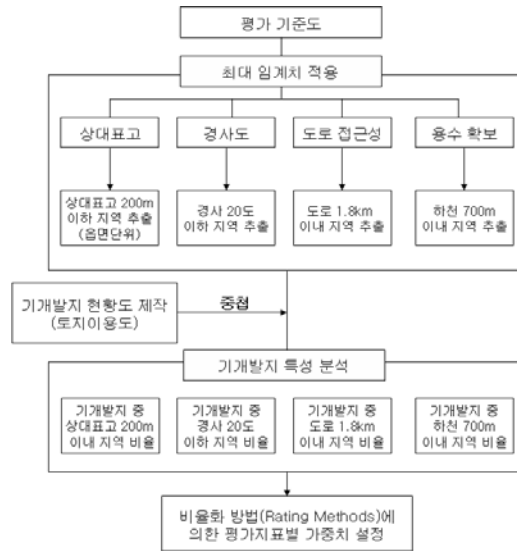 평가 기준도
최대 임계치 적용
상대표고
경사도
도로 접근성
용수 확보
상대표고 200m
이하 지역 추출
(읍면단위)
경사 20도
이하 지역 추출
도로 1.8km
이내 지역 추출
하천 700m
이내 지역 추출
기개발지 현황도 제작
(토지이용도)
중첩
기개발지 특성 분석
기개발지 중
상대표고 200m
이내 지역 비율
기개발지 중
경사 20도
이하 지역 비율
기개발지 중
도로 1.8km
이내 지역 비율
기개발지 중
하천 700m
이내 지역 비율
비율화 방법(Rating Methods)에
의한 평가지표별 가중치 설정